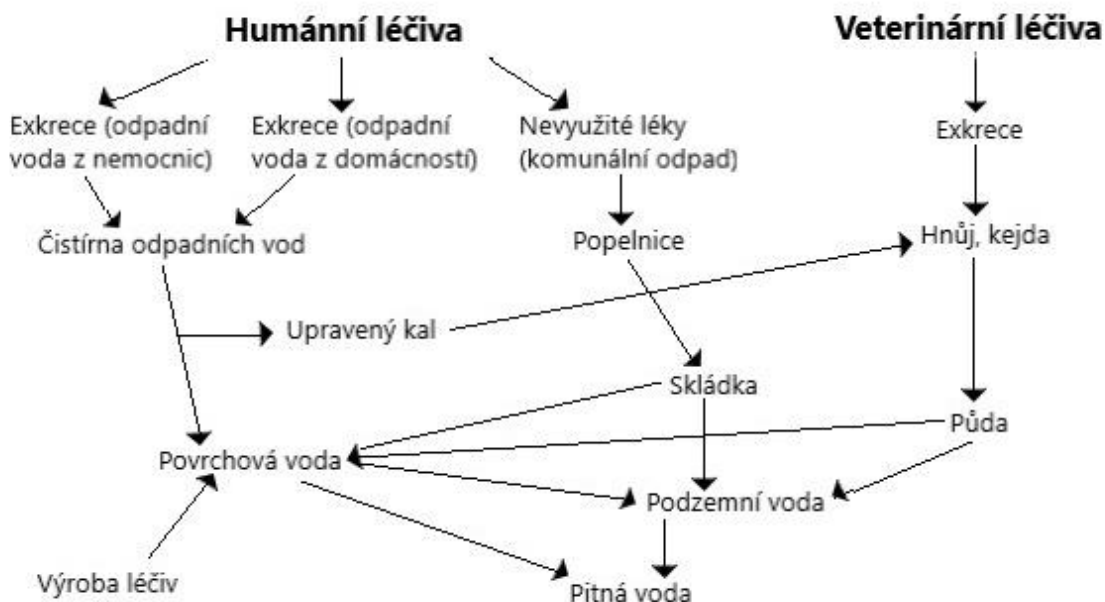 Humánní léčiva
Veterinární léčiva
Exkrece (odpadní
voda z nemocnic)
Exkrece (odpadní
voda z domácností)
Nevyužité léky
(komunální odpad)
Exkrece
Čistírna odpadních vod
Popelnice
Hnůj, kejda
Upravený kal
Skládka
Půda
Povrchová voda
Podzemní voda
Výroba léčiv
Pitná voda